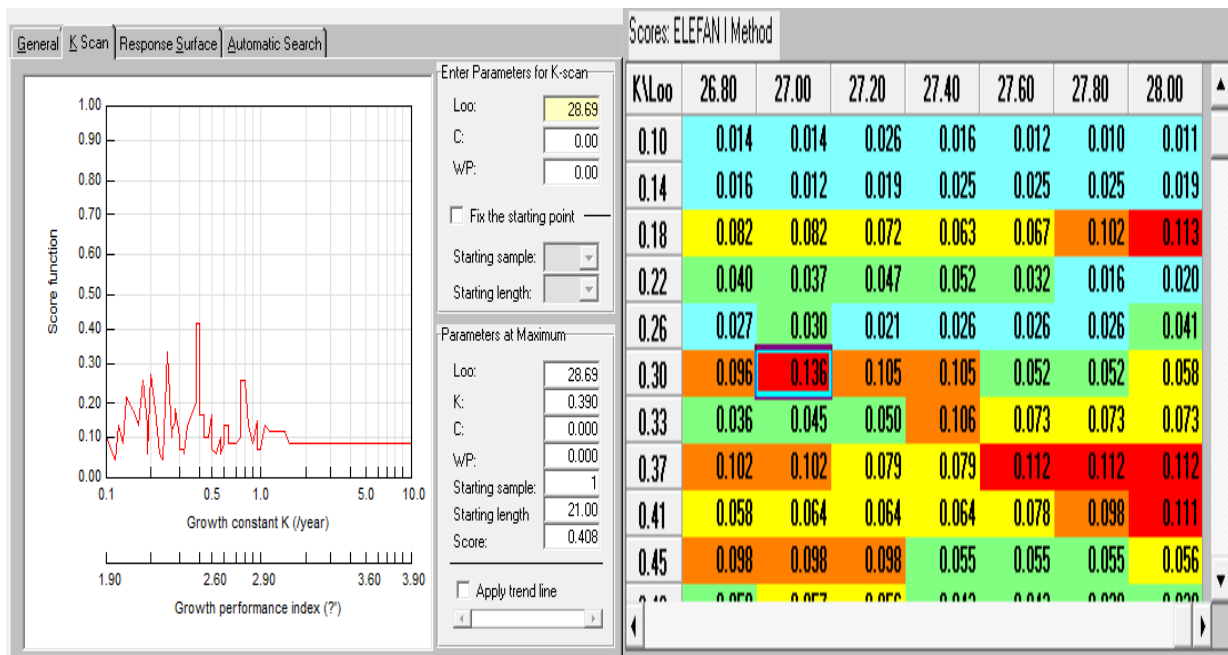 General K Scan Response Surface Automatic Search
1.00
0.90
0.80
0.70
0.60
0.50
0.40
0.30
0.20
0.10
0.00
Score function
0.1 0.5 1.0 5.0 10.0
Growth constant K (/year)
1.90 2.60 2.90 3.60 3.90
Growth performance index (?')
Enter Parameters for K-scan
Loo: 28.69
C: 0.00
WP: 0.00
Fix the starting point
Starting sample:
Starting length:
Parameters at Maximum
Loo: 28.69
K: 0.390
C: 0.000
WP: 0.000
Starting sample: 1
Starting length 21.00
Score: 0.408
Apply trend line
Scores: ELEFAN I Method
K\Loo 26.80 27.00 27.20 27.40 27.60 27.80 28.00
0.10 0.014 0.014 0.026 0.016 0.012 0.010 0.011
0.14 0.016 0.012 0.019 0.025 0.025 0.025 0.019
0.18 0.082 0.082 0.072 0.063 0.067 0.102 0.113
0.22 0.040 0.037 0.047 0.052 0.032 0.016 0.020
0.26 0.027 0.030 0.021 0.026 0.026 0.026 0.041
0.30 0.096 0.136 0.105 0.105 0.052 0.052 0.058
0.33 0.036 0.045 0.050 0.106 0.073 0.073 0.073
0.37 0.102 0.102 0.079 0.079 0.112 0.112 0.112
0.41 0.058 0.064 0.064 0.064 0.078 0.098 0.111
0.45 0.098 0.098 0.098 0.055 0.055 0.055 0.056